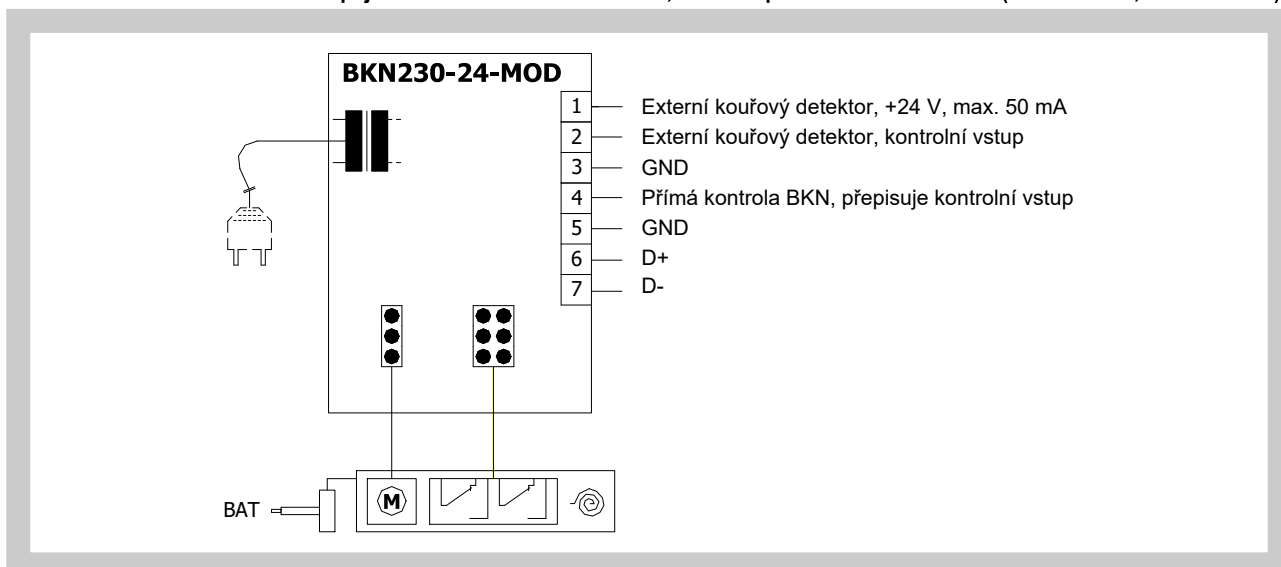 BKN230-24-MOD
1 Externí kouřový detektor, +24 V, max. 50 mA
2 Externí kouřový detektor, kontrolní vstup
3 GND
4 Přímá kontrola BKN, přepisuje kontrolní vstup
5 GND
6 D+
7 D-
BAT
M